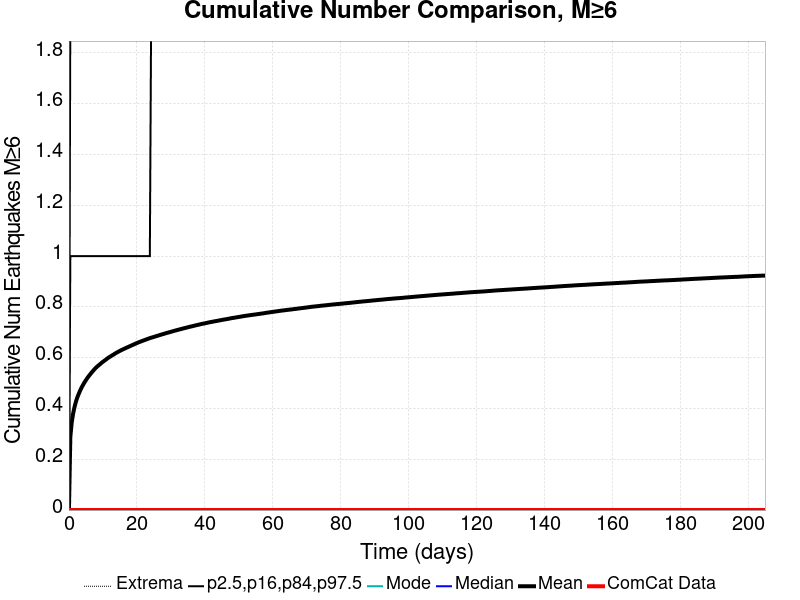 Cumulative Number Comparison, M≥6
Cumulative Num Earthquakes M≥6
1.8
1.6
1.4
1.2
1
0.8
0.6
0.4
0.2
0
0 20 40 60 80 100 120 140 160 180 200
Time (days)
Extrema p2.5,p16,p84,p97.5 Mode Median Mean ComCat Data